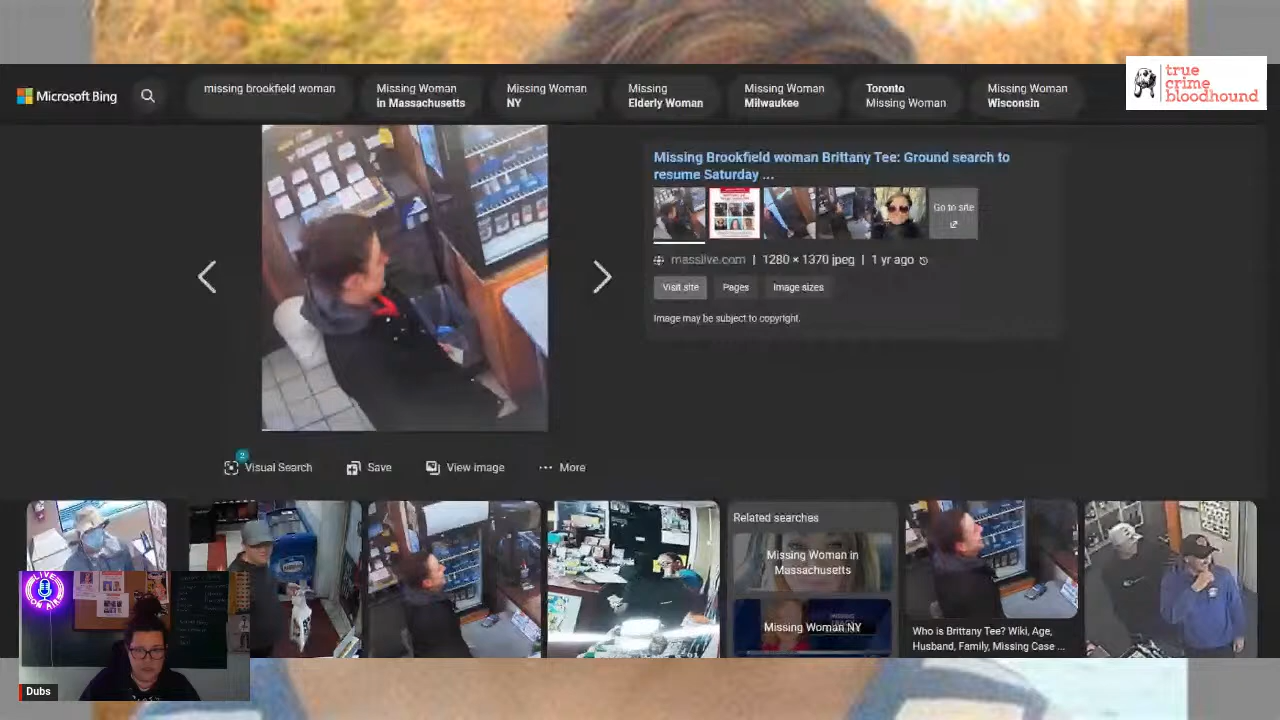 true
crime
bloodhound
Microsoft Bing
missing brookfield woman
Missing Woman
in Massachusetts
Missing Woman
NY
Missing
Elderly Woman
Missing Woman
Milwaukee
Toronto
Missing Woman
Missing Woman
Wisconsin
Missing Brookfield woman Brittany Tee: Ground search to
resume Saturday ...
Go to site
masslive.com | 1280 × 1370 jpeg | 1 yr ago
Visit site
Pages
Image sizes
Image may be subject to copyright.
2
Visual Search
Save
View image
More
Related searches
Missing Woman in
Massachusetts
Missing Woman NY
Who is Brittany Tee? Wiki, Age,
Husband, Family, Missing Case ...
LIVE
ON AIR
Dubs